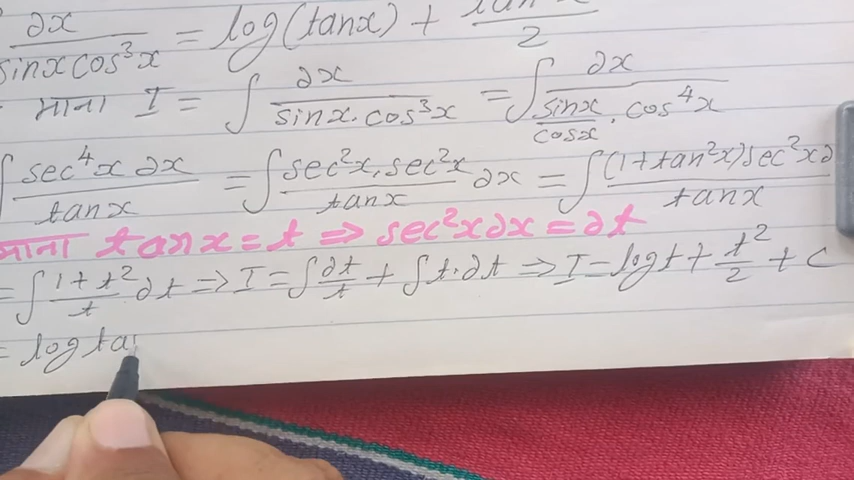 ∂x/(sinx cos³x) = log(tanx) + tan²x/2
माना I = ∫ ∂x/(sinx·cos³x) = ∫ ∂x/((sinx/cosx)·cos⁴x)
∫ (sec⁴x ∂x)/tanx = ∫ (sec²x·sec²x)/tanx ∂x = ∫ ((1+tan²x)sec²x∂)/tanx
माना tanx = t ⇒ sec²x∂x = ∂t
= ∫ (1+t²)/t ∂t ⇒ I = ∫ ∂t/t + ∫ t·∂t ⇒ I = logt + t²/2 + C
= log ta